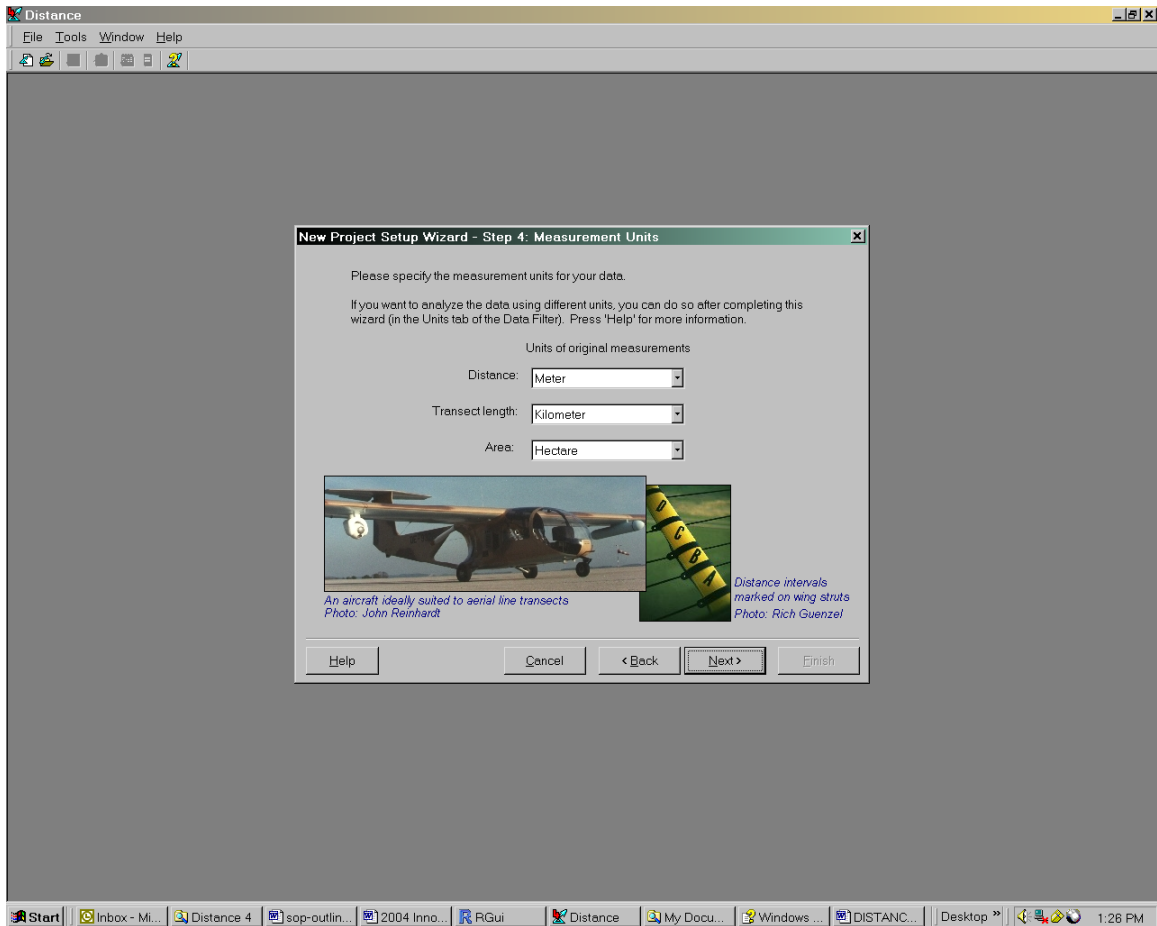 Distance
File Tools Window Help
New Project Setup Wizard - Step 4: Measurement Units
Please specify the measurement units for your data.
If you want to analyze the data using different units, you can do so after completing this
wizard (in the Units tab of the Data Filter). Press 'Help' for more information.
Units of original measurements
Distance: Meter
Transect length: Kilometer
Area: Hectare
D
C
B
A
An aircraft ideally suited to aerial line transects
Photo: John Reinhardt
Distance intervals
marked on wing struts
Photo: Rich Guenzel
Help Cancel < Back Next > Finish
Start Inbox - Mi... Distance 4 sop-outlin... 2004 Inno... RGui Distance My Docu... Windows ... DISTANC... Desktop » 1:26 PM